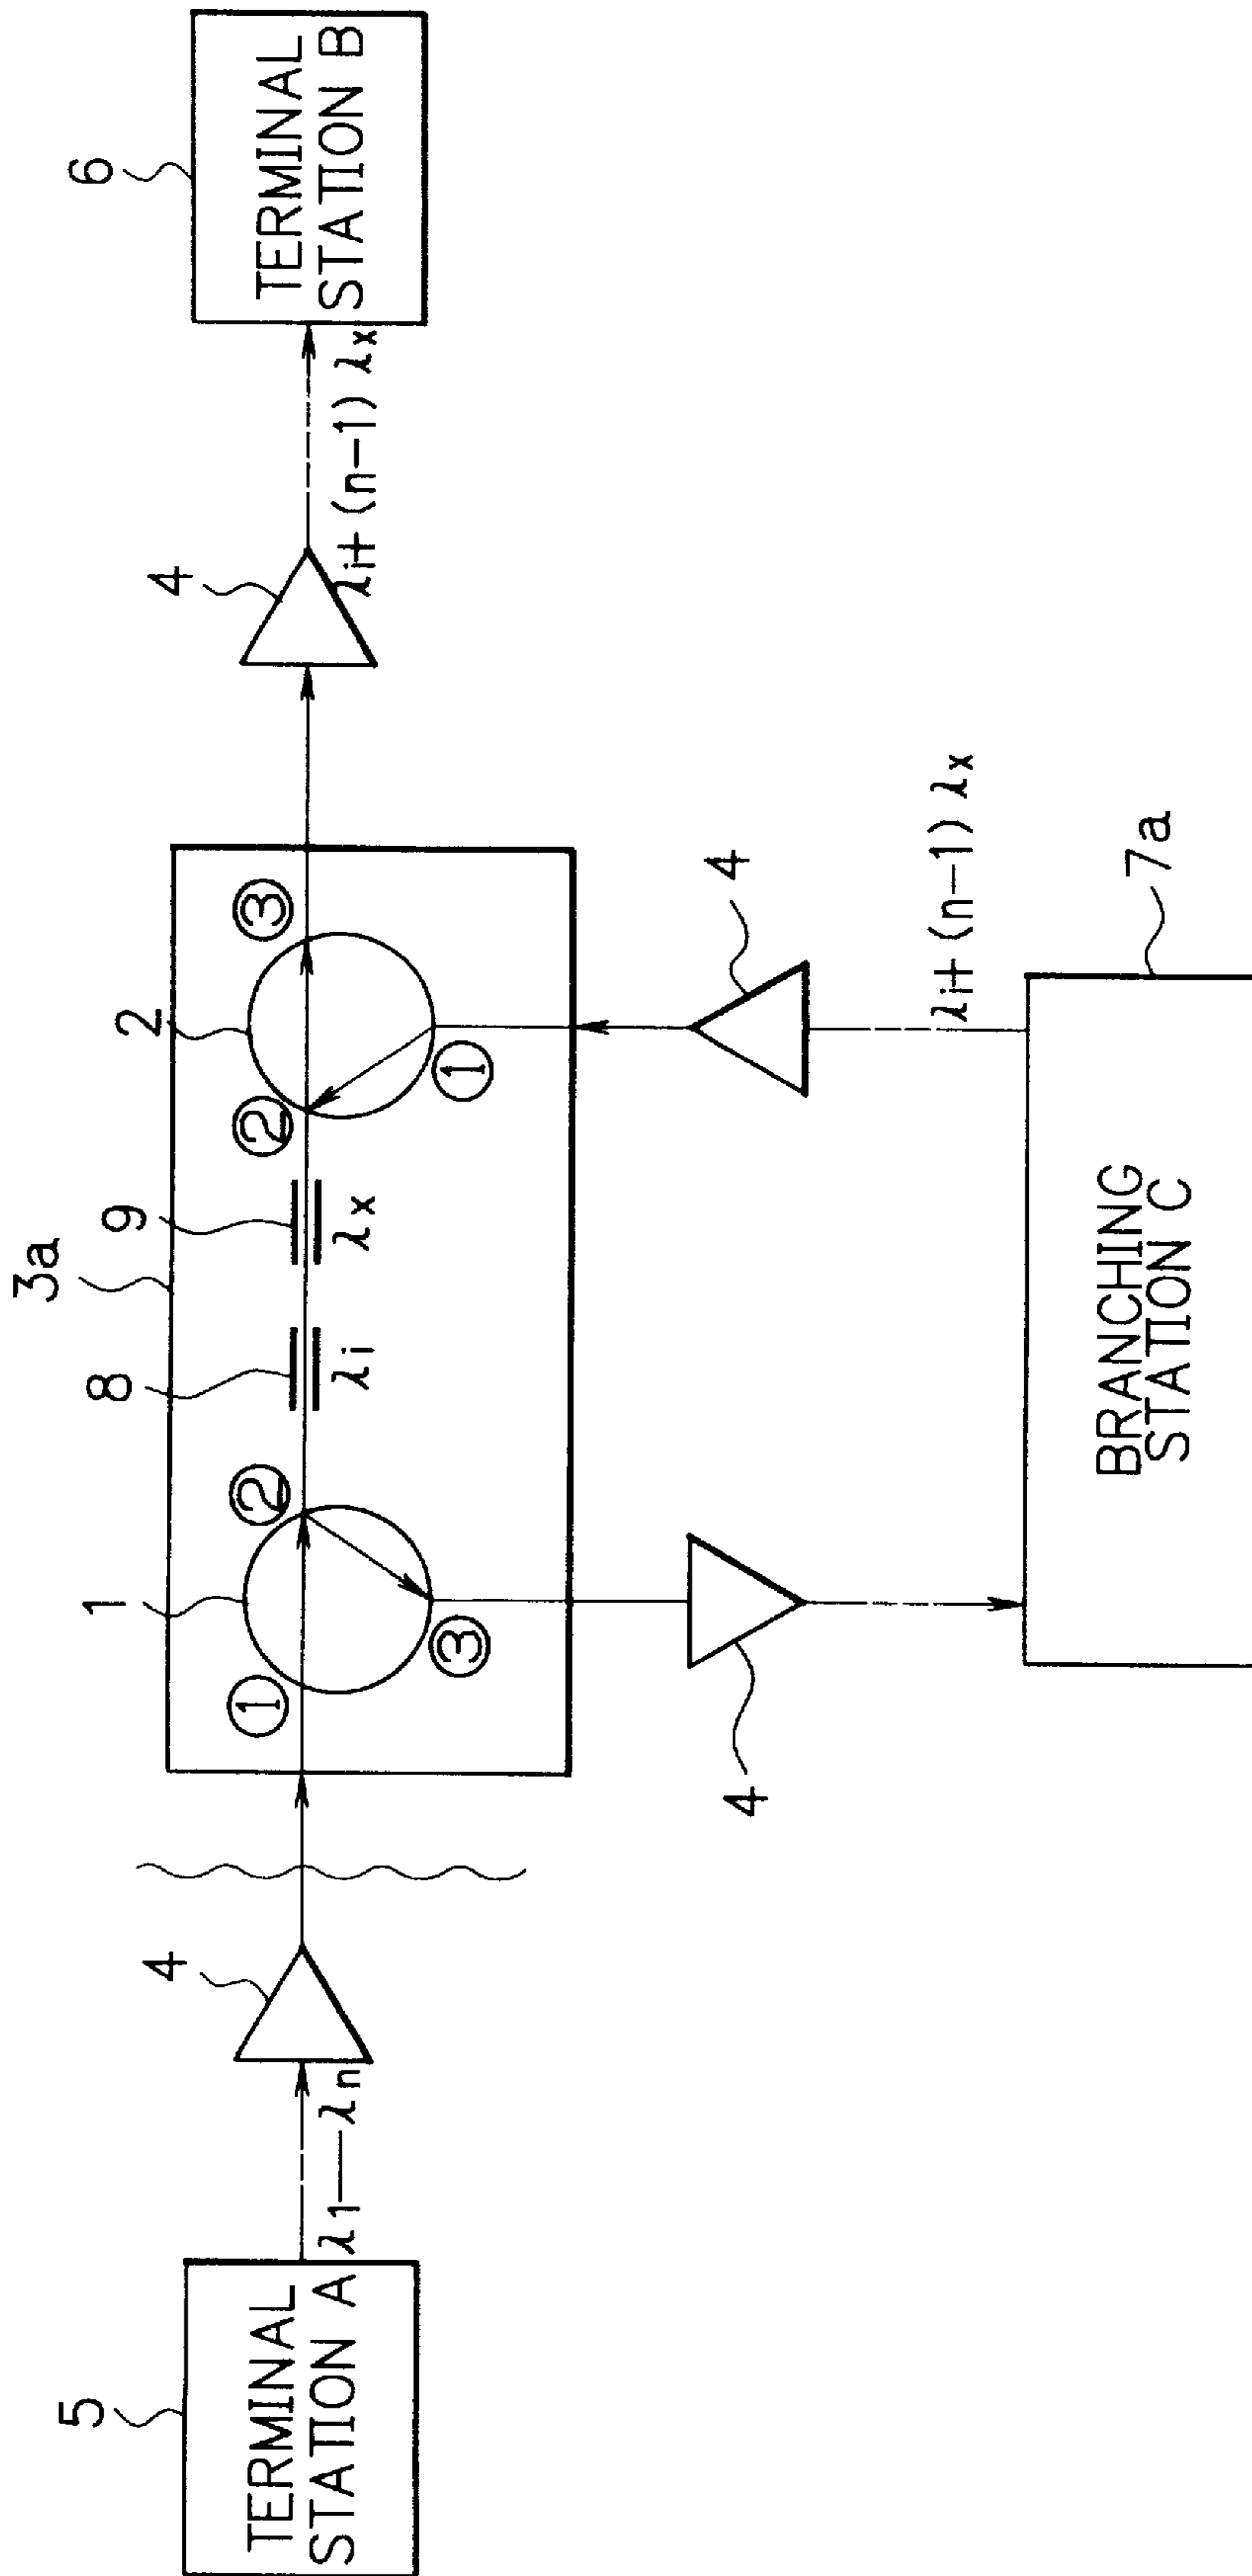 5
TERMINAL
STATION A
λ1—λn
4
3a
1
①
②
③
8
λi
9
λx
2
②
③
①
4
λi+(n-1) λx
6
TERMINAL
STATION B
4
4
λi+(n-1) λx
7a
BRANCHING
STATION C